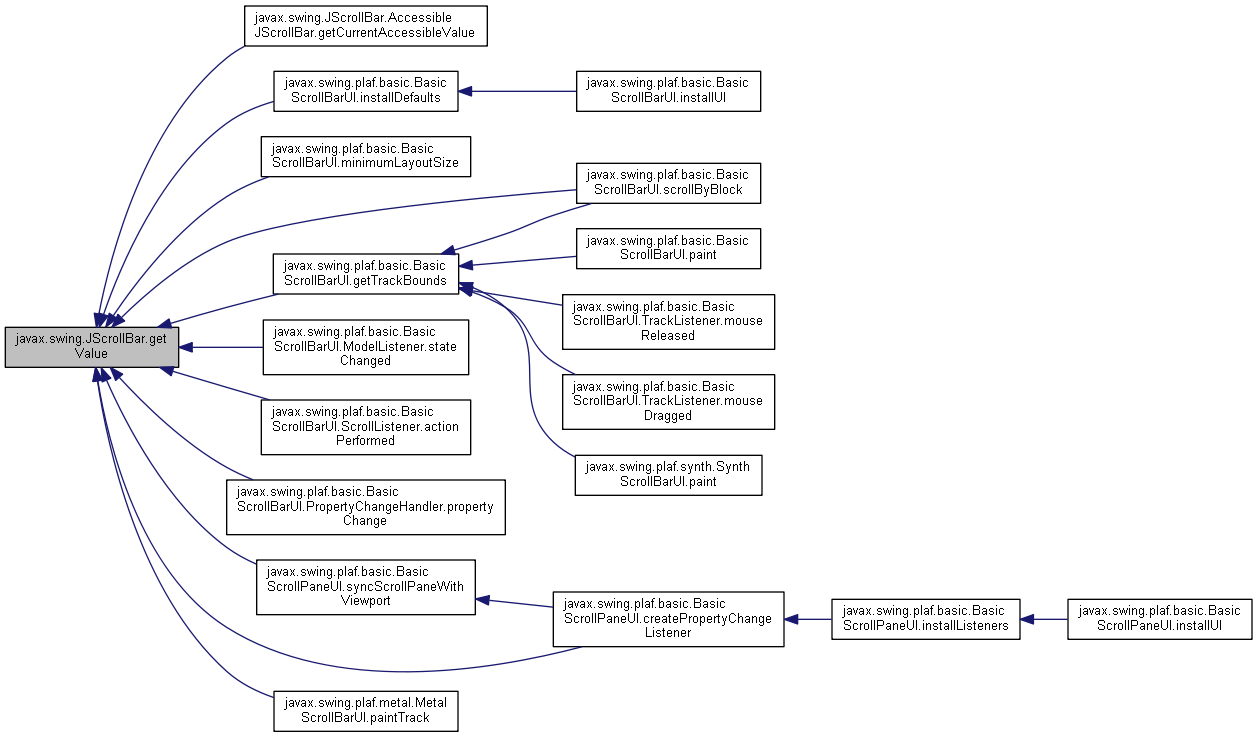 javax.swing.JScrollBar.Accessible
JScrollBar.getCurrentAccessibleValue
javax.swing.plaf.basic.Basic
ScrollBarUI.installDefaults
javax.swing.plaf.basic.Basic
ScrollBarUI.installUI
javax.swing.plaf.basic.Basic
ScrollBarUI.minimumLayoutSize
javax.swing.plaf.basic.Basic
ScrollBarUI.scrollByBlock
javax.swing.plaf.basic.Basic
ScrollBarUI.paint
javax.swing.plaf.basic.Basic
ScrollBarUI.getTrackBounds
javax.swing.plaf.basic.Basic
ScrollBarUI.TrackListener.mouse
Released
javax.swing.JScrollBar.get
Value
javax.swing.plaf.basic.Basic
ScrollBarUI.ModelListener.state
Changed
javax.swing.plaf.basic.Basic
ScrollBarUI.TrackListener.mouse
Dragged
javax.swing.plaf.basic.Basic
ScrollBarUI.ScrollListener.action
Performed
javax.swing.plaf.synth.Synth
ScrollBarUI.paint
javax.swing.plaf.basic.Basic
ScrollBarUI.PropertyChangeHandler.property
Change
javax.swing.plaf.basic.Basic
ScrollPaneUI.syncScrollPaneWith
Viewport
javax.swing.plaf.basic.Basic
ScrollPaneUI.createPropertyChange
Listener
javax.swing.plaf.basic.Basic
ScrollPaneUI.installListeners
javax.swing.plaf.basic.Basic
ScrollPaneUI.installUI
javax.swing.plaf.metal.Metal
ScrollBarUI.paintTrack